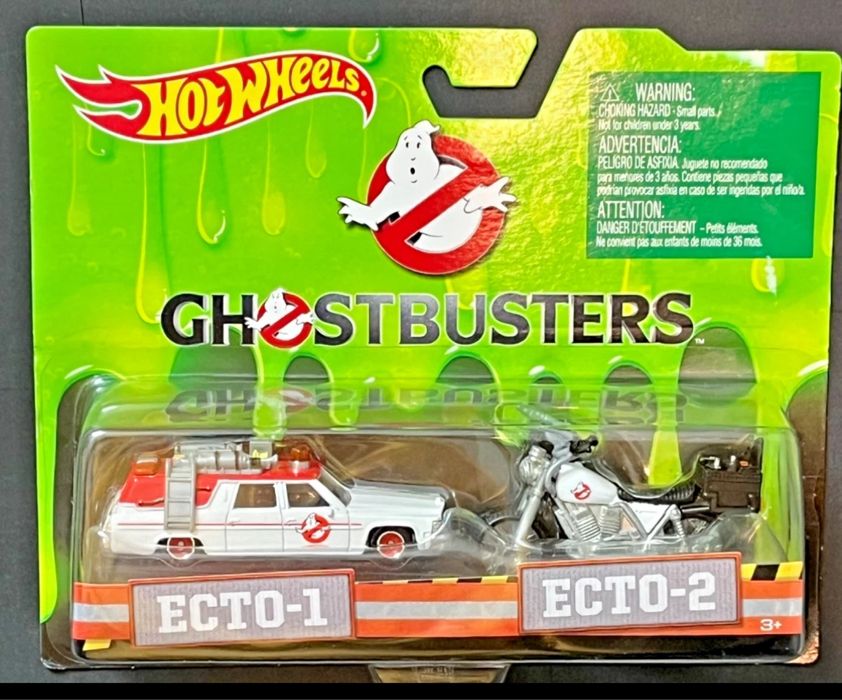 HOT WHEELS.
⚠ WARNING:
CHOKING HAZARD - Small parts.
Not for children under 3 years.
ADVERTENCIA:
PELIGRO DE ASFIXIA. Juguete no recomendado
para menores de 3 años. Contiene piezas pequeñas que
podrían provocar asfixia en caso de ser ingeridas por el niño/a.
ATTENTION:
DANGER D'ÉTOUFFEMENT - Petits éléments.
Ne convient pas aux enfants de moins de 36 mois.
GHOSTBUSTERS™
ECTO-1
ECTO-2
3+